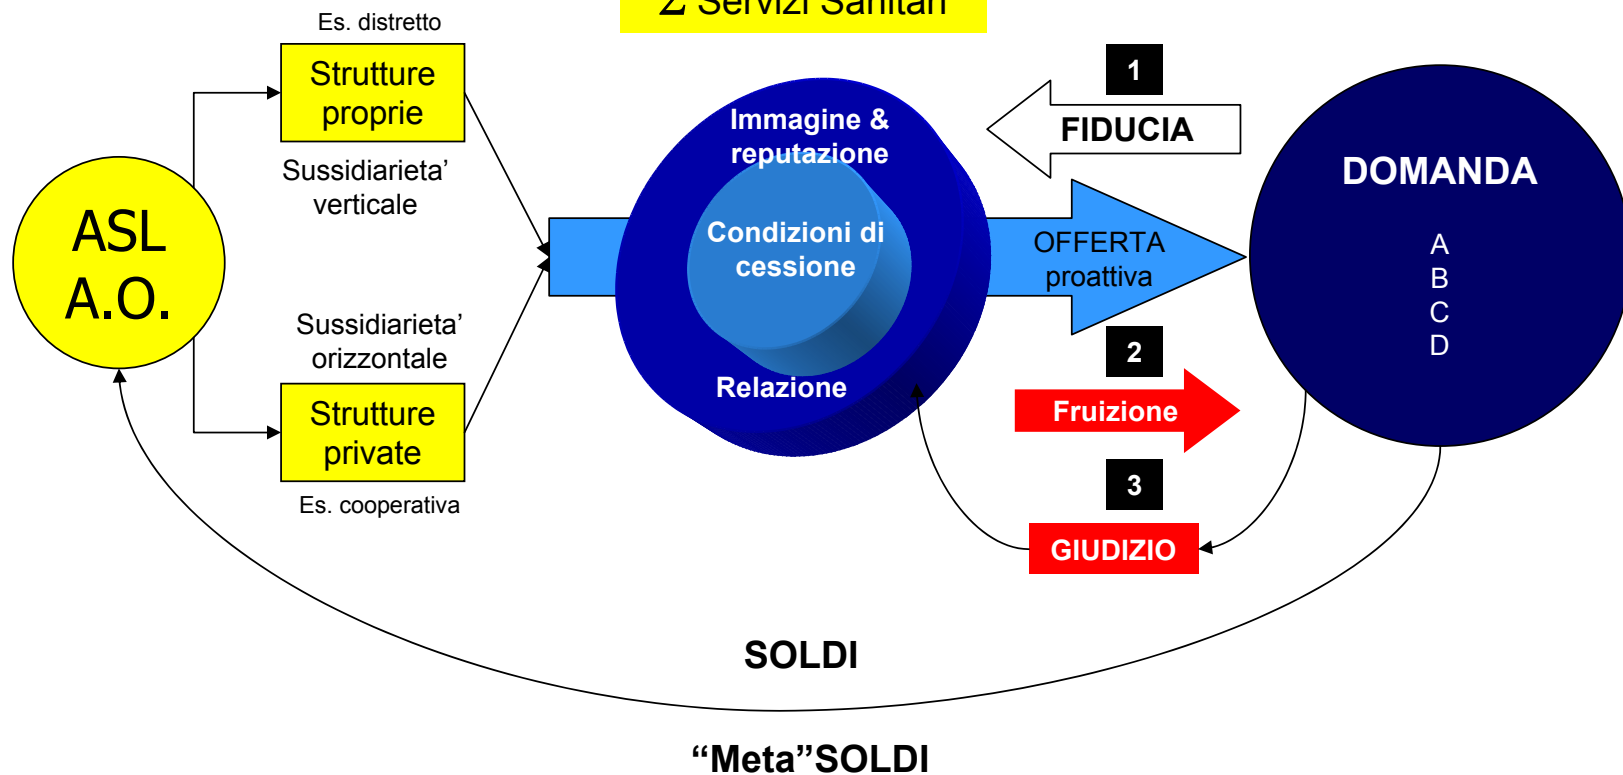 Es. distretto
Σ Servizi Sanitari
Strutture
proprie
Sussidiarieta’
verticale
ASL
A.O.
Sussidiarieta’
orizzontale
Strutture
private
Es. cooperativa
Immagine &
reputazione
Condizioni di
cessione
Relazione
1
FIDUCIA
OFFERTA
proattiva
2
Fruizione
3
GIUDIZIO
DOMANDA
A
B
C
D
SOLDI
“Meta”SOLDI